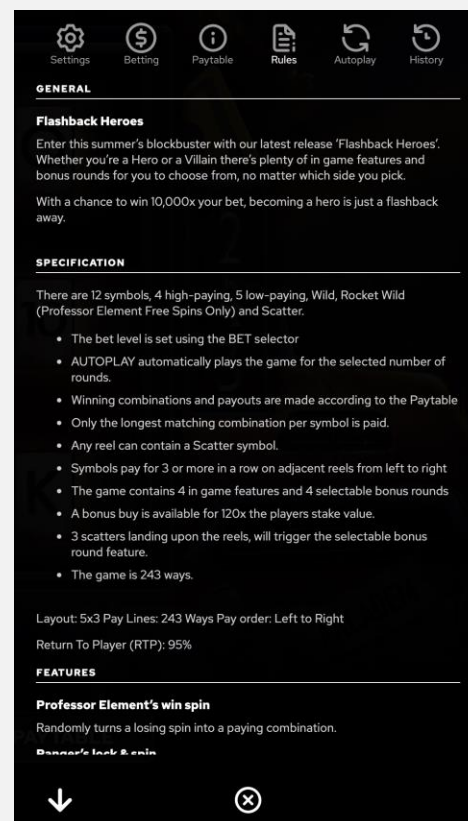 Settings Betting Paytable Rules Autoplay History
GENERAL
Flashback Heroes
Enter this summer's blockbuster with our latest release 'Flashback Heroes'.
Whether you're a Hero or a Villain there's plenty of in game features and
bonus rounds for you to choose from, no matter which side you pick.
With a chance to win 10,000x your bet, becoming a hero is just a flashback
away.
SPECIFICATION
There are 12 symbols, 4 high-paying, 5 low-paying, Wild, Rocket Wild
(Professor Element Free Spins Only) and Scatter.
• The bet level is set using the BET selector
• AUTOPLAY automatically plays the game for the selected number of
rounds.
• Winning combinations and payouts are made according to the Paytable
• Only the longest matching combination per symbol is paid.
• Any reel can contain a Scatter symbol.
• Symbols pay for 3 or more in a row on adjacent reels from left to right
• The game contains 4 in game features and 4 selectable bonus rounds
• A bonus buy is available for 120x the players stake value.
• 3 scatters landing upon the reels, will trigger the selectable bonus
round feature.
• The game is 243 ways.
Layout: 5x3 Pay Lines: 243 Ways Pay order: Left to Right
Return To Player (RTP): 95%
FEATURES
Professor Element's win spin
Randomly turns a losing spin into a paying combination.
Ranger's lock & spin